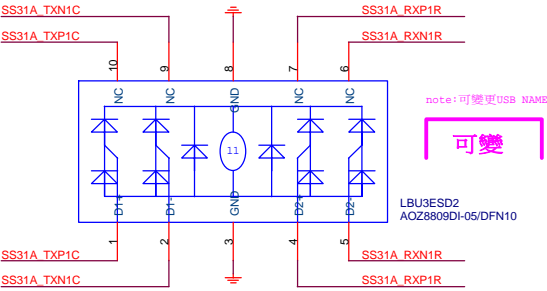 SS31A_TXN1C
SS31A_RXP1R
SS31A_TXP1C
SS31A_RXN1R
10
9
8
7
6
NC
NC
GND
NC
NC
note:可變更USB NAME
可變
11
D1+
D1-
GND
D2+
D2-
LBU3ESD2
AOZ8809DI-05/DFN10
1
2
3
4
5
SS31A_TXP1C
SS31A_RXN1R
SS31A_TXN1C
SS31A_RXP1R